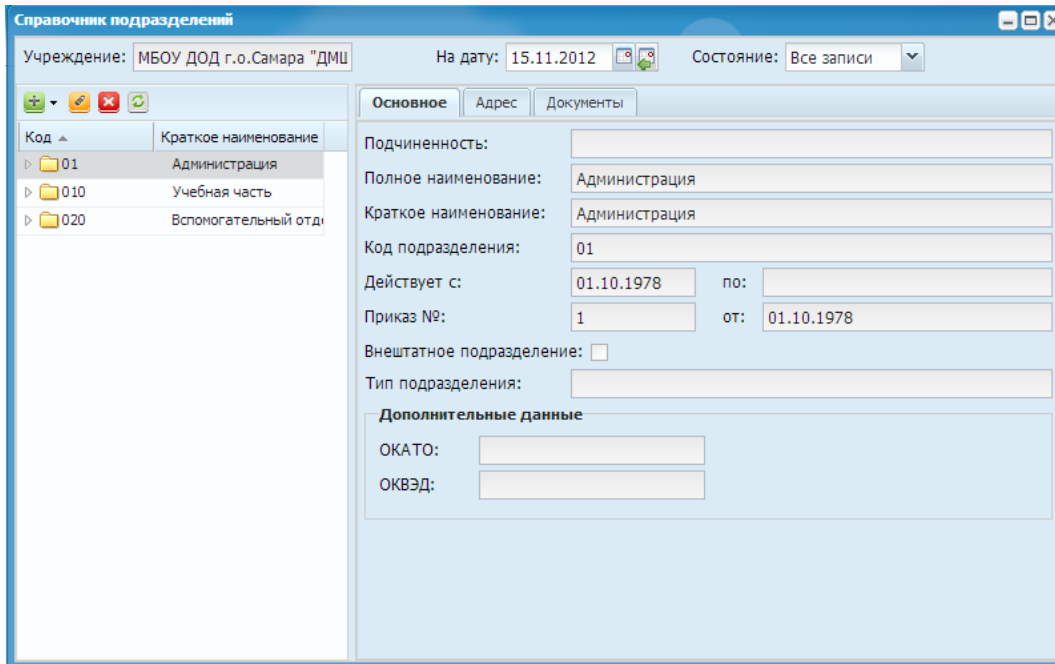 Справочник подразделений
Учреждение: МБОУ ДОД г.о.Самара "ДМШ На дату: 15.11.2012 Состояние: Все записи
Основное Адрес Документы
Код Краткое наименование
01 Администрация
010 Учебная часть
020 Вспомогательный отде
Подчиненность:
Полное наименование: Администрация
Краткое наименование: Администрация
Код подразделения: 01
Действует с: 01.10.1978 по:
Приказ №: 1 от: 01.10.1978
Внештатное подразделение:
Тип подразделения:
Дополнительные данные
ОКАТО:
ОКВЭД: